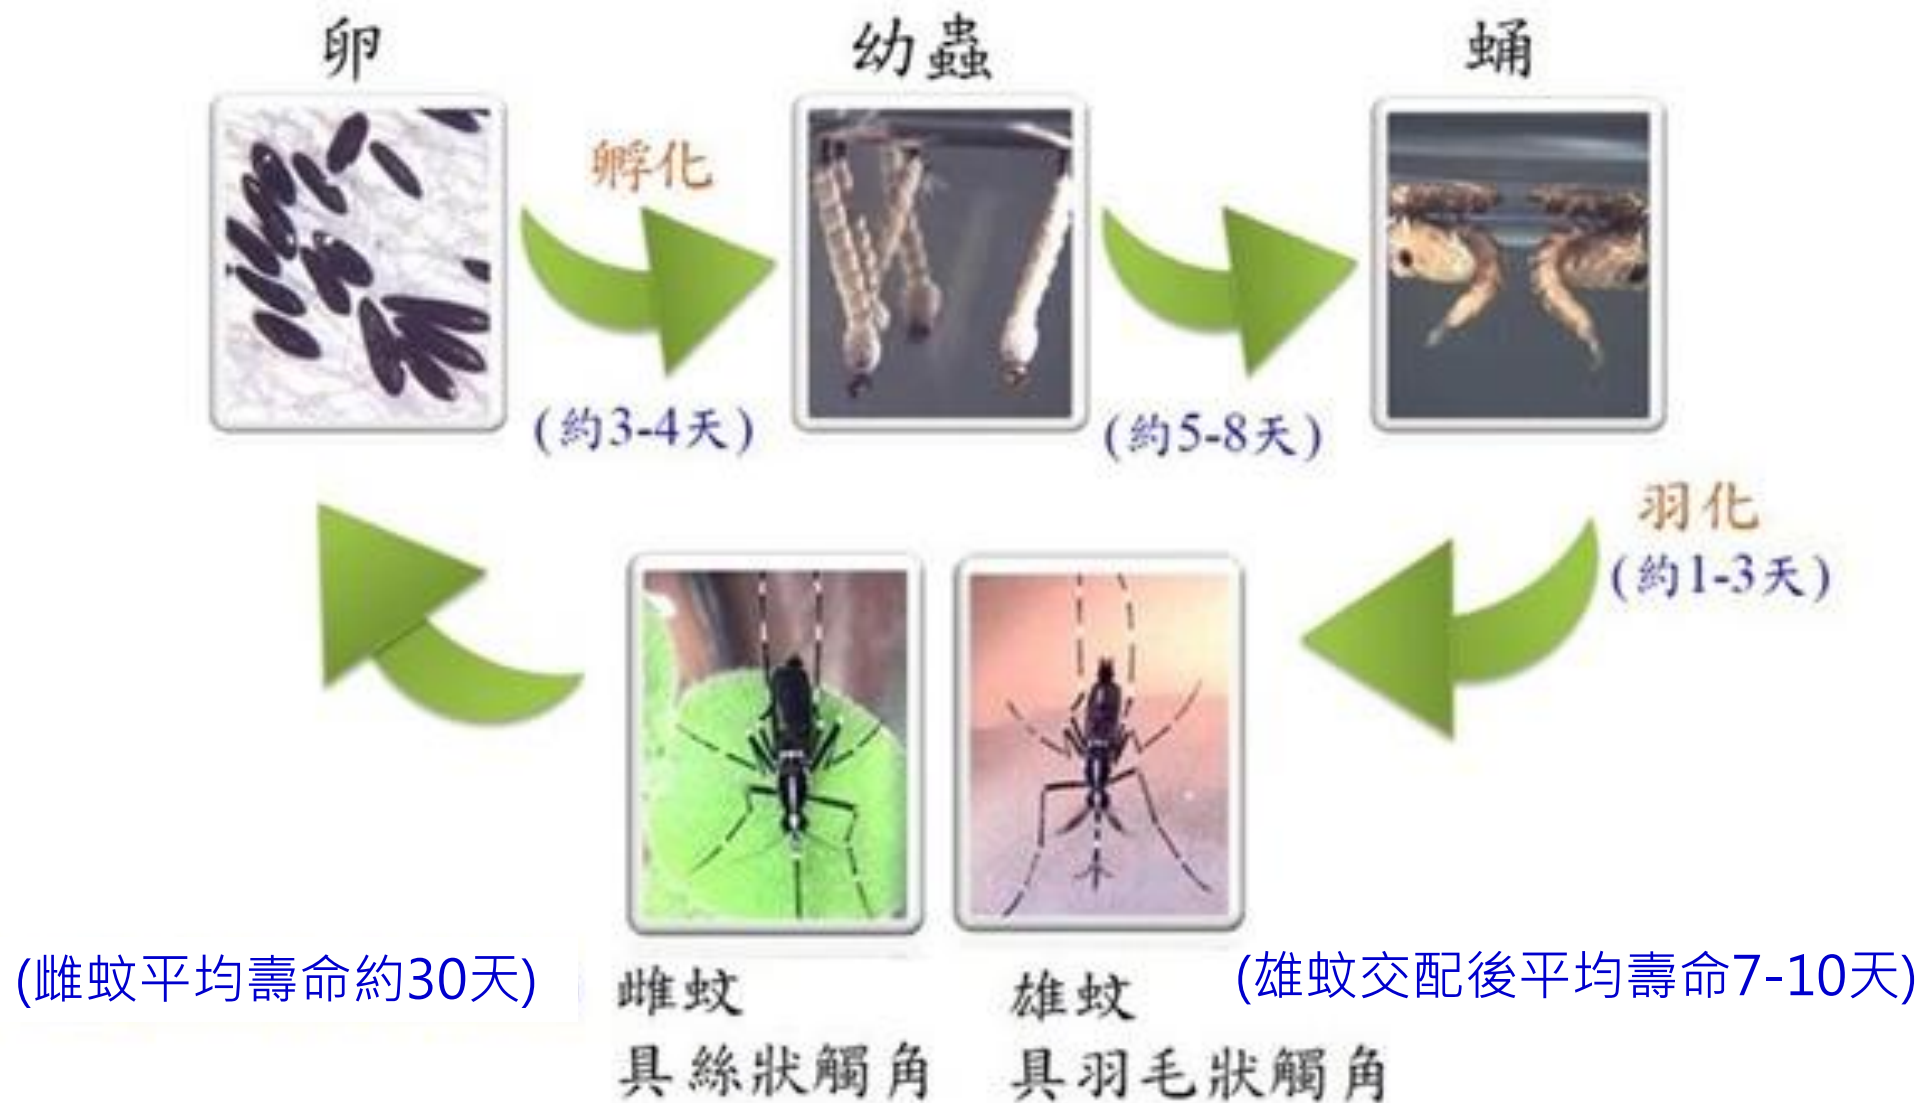 卵
幼蟲
蛹
孵化
(約3-4天)
(約5-8天)
羽化
(約1-3天)
(雌蚊平均壽命約30天)
雌蚊
具絲狀觸角
雄蚊
具羽毛狀觸角
(雄蚊交配後平均壽命7-10天)